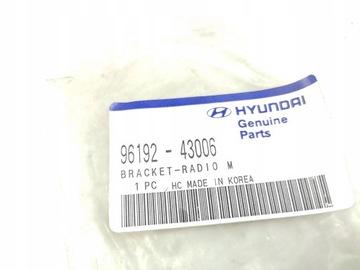 HYUNDAI
Genuine
Parts
96192 - 43006
BRACKET-RADIO M
1 PC / HC MADE IN KOREA